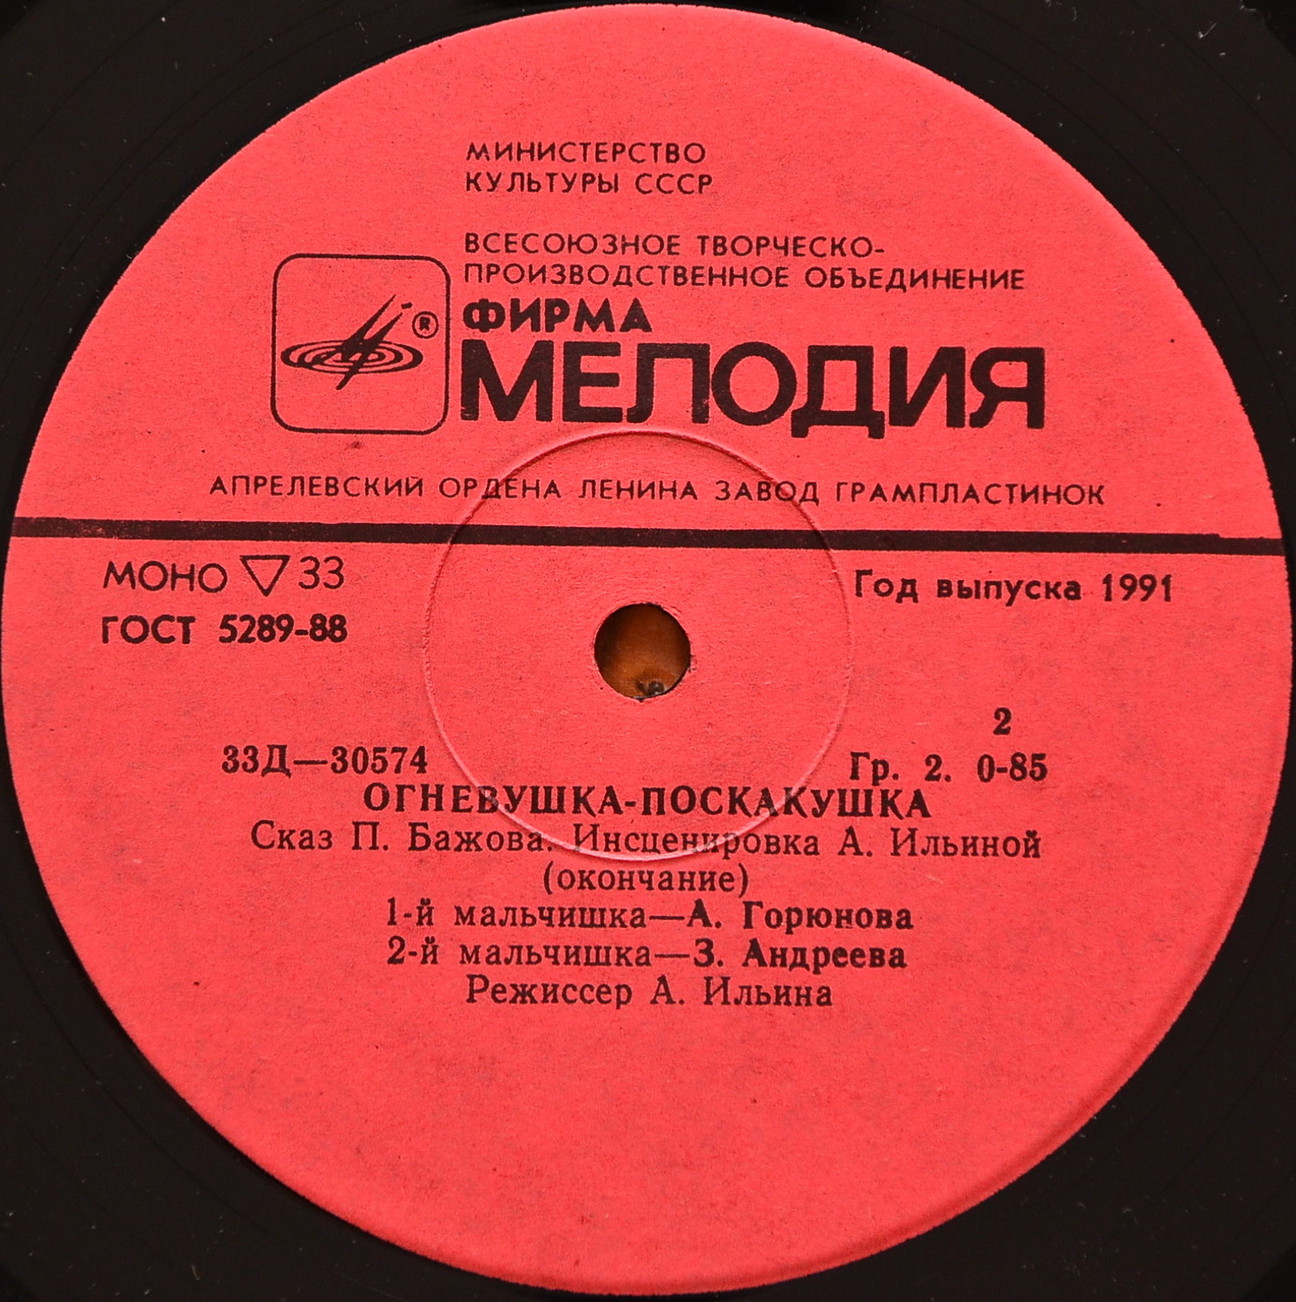 МИНИСТЕРСТВО
КУЛЬТУРЫ СССР
ВСЕСОЮЗНОЕ ТВОРЧЕСКО-
ПРОИЗВОДСТВЕННОЕ ОБЪЕДИНЕНИЕ
ФИРМА
®
МЕЛОДИЯ
АПРЕЛЕВСКИЙ ОРДЕНА ЛЕНИНА ЗАВОД ГРАМПЛАСТИНОК
МОНО ▽ 33
Год выпуска 1991
ГОСТ 5289-88
2
33Д—30574
Гр. 2. 0-85
ОГНЕВУШКА-ПОСКАКУШКА
Сказ П. Бажова. Инсценировка А. Ильиной
(окончание)
1-й мальчишка—А. Горюнова
2-й мальчишка—З. Андреева
Режиссер А. Ильина